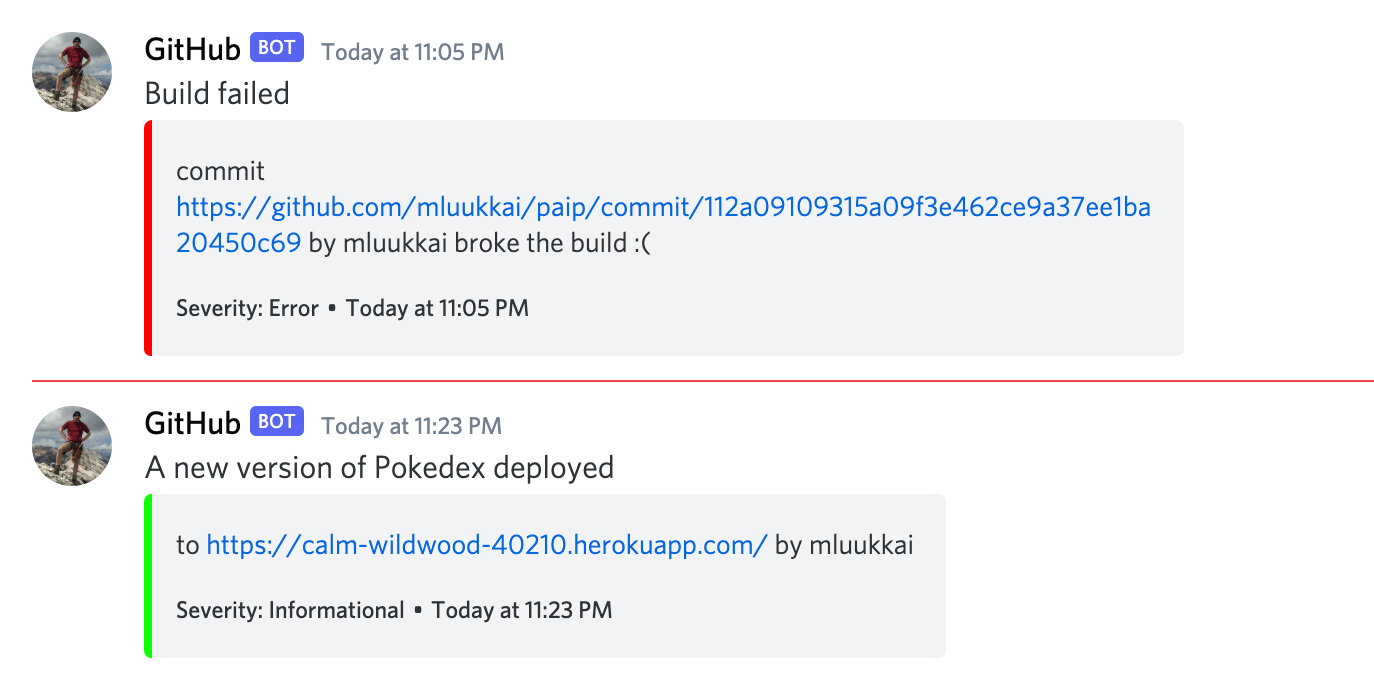 GitHub BOT Today at 11:05 PM
Build failed
commit
https://github.com/mluukkai/paip/commit/112a09109315a09f3e462ce9a37ee1ba
20450c69 by mluukkai broke the build :(
Severity: Error • Today at 11:05 PM
GitHub BOT Today at 11:23 PM
A new version of Pokedex deployed
to https://calm-wildwood-40210.herokuapp.com/ by mluukkai
Severity: Informational • Today at 11:23 PM